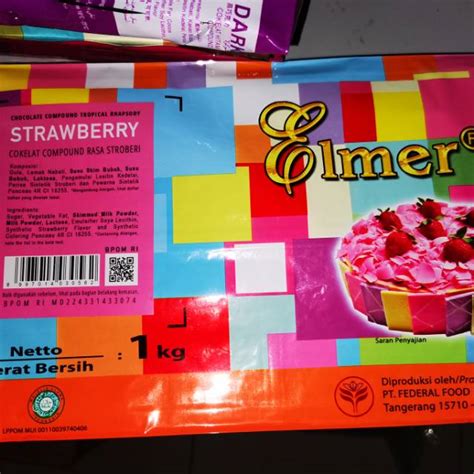 DARK
CHOCOLATE COMPOUND TROPICAL RHAPSODY
STRAWBERRY
COKELAT COMPOUND RASA STROBERI
Komposisi:
Gula, Lemak Nabati, Susu Skim Bubuk, Susu
Bubuk, Laktosa, Pengemulsi Lesitin Kedelai,
Perisa Sintetik Stroberi dan Pewarna Sintetik
Ponceau 4R CI 16255.
Ingredients:
Sugar, Vegetable Fat, Skimmed Milk Powder,
Milk Powder, Lactose, Emulsifier Soya Lecithin,
Synthetic Strawberry Flavor and Synthetic
Coloring Ponceau 4R CI 16255.
BPOM RI
BPOM RI MD224331433074
Elmer
Saran Penyajian
Netto
erat Bersih : 1 kg
LPPOM MUI 00110039740406
Diproduksi oleh/Pro
PT. FEDERAL FOOD
Tangerang 15710 -